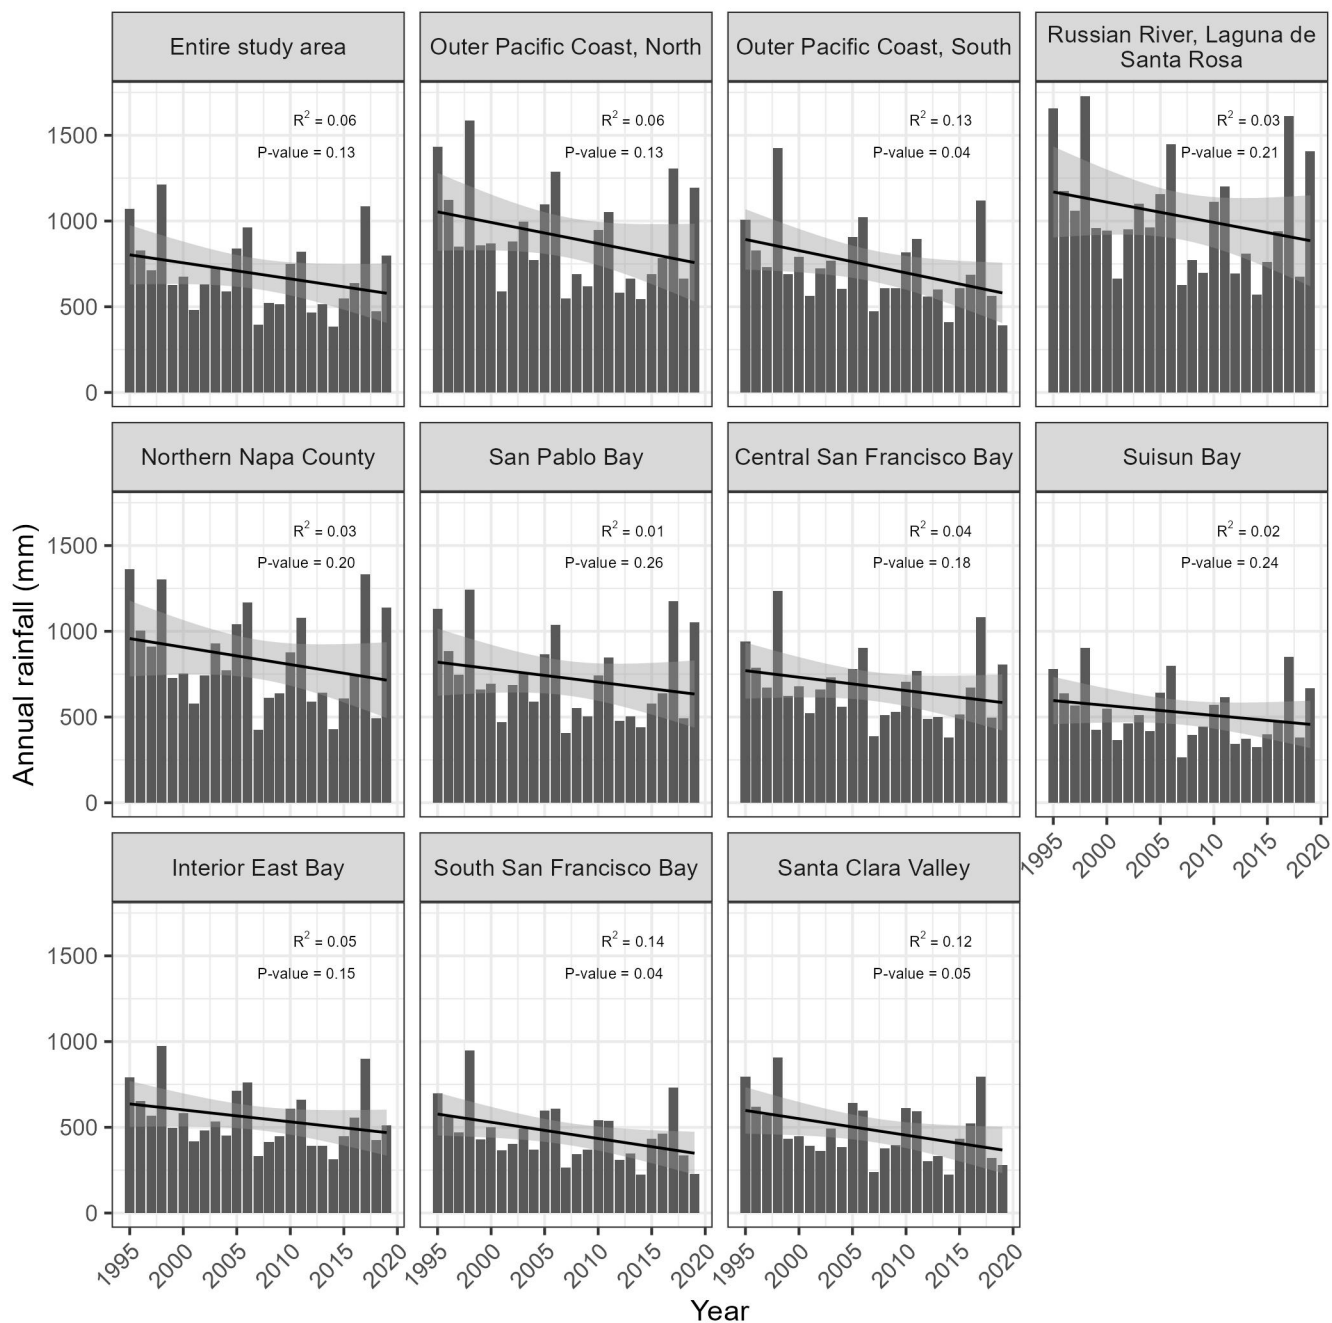 Entire study area
Outer Pacific Coast, North
Outer Pacific Coast, South
Russian River, Laguna de
Santa Rosa
R² = 0.06
P-value = 0.13
R² = 0.06
P-value = 0.13
R² = 0.13
P-value = 0.04
R² = 0.03
P-value = 0.21
1500
1000
500
0
Northern Napa County
San Pablo Bay
Central San Francisco Bay
Suisun Bay
R² = 0.03
P-value = 0.20
R² = 0.01
P-value = 0.26
R² = 0.04
P-value = 0.18
R² = 0.02
P-value = 0.24
1500
1000
500
0
Annual rainfall (mm)
1995 2000 2005 2010 2015 2020
Interior East Bay
South San Francisco Bay
Santa Clara Valley
R² = 0.05
P-value = 0.15
R² = 0.14
P-value = 0.04
R² = 0.12
P-value = 0.05
1500
1000
500
0
1995 2000 2005 2010 2015 2020
1995 2000 2005 2010 2015 2020
1995 2000 2005 2010 2015 2020
Year